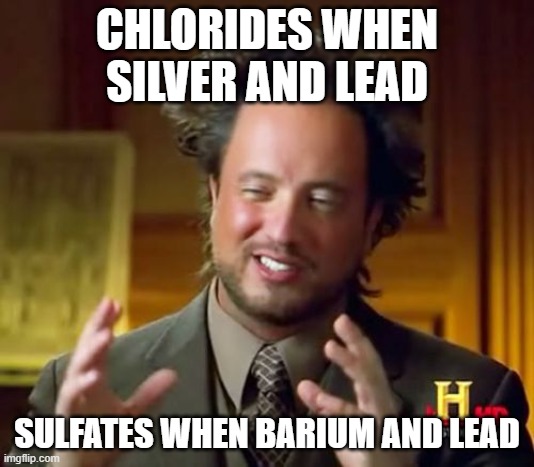 CHLORIDES WHEN
SILVER AND LEAD
H
SULFATES WHEN BARIUM AND LEAD
imgflip.com